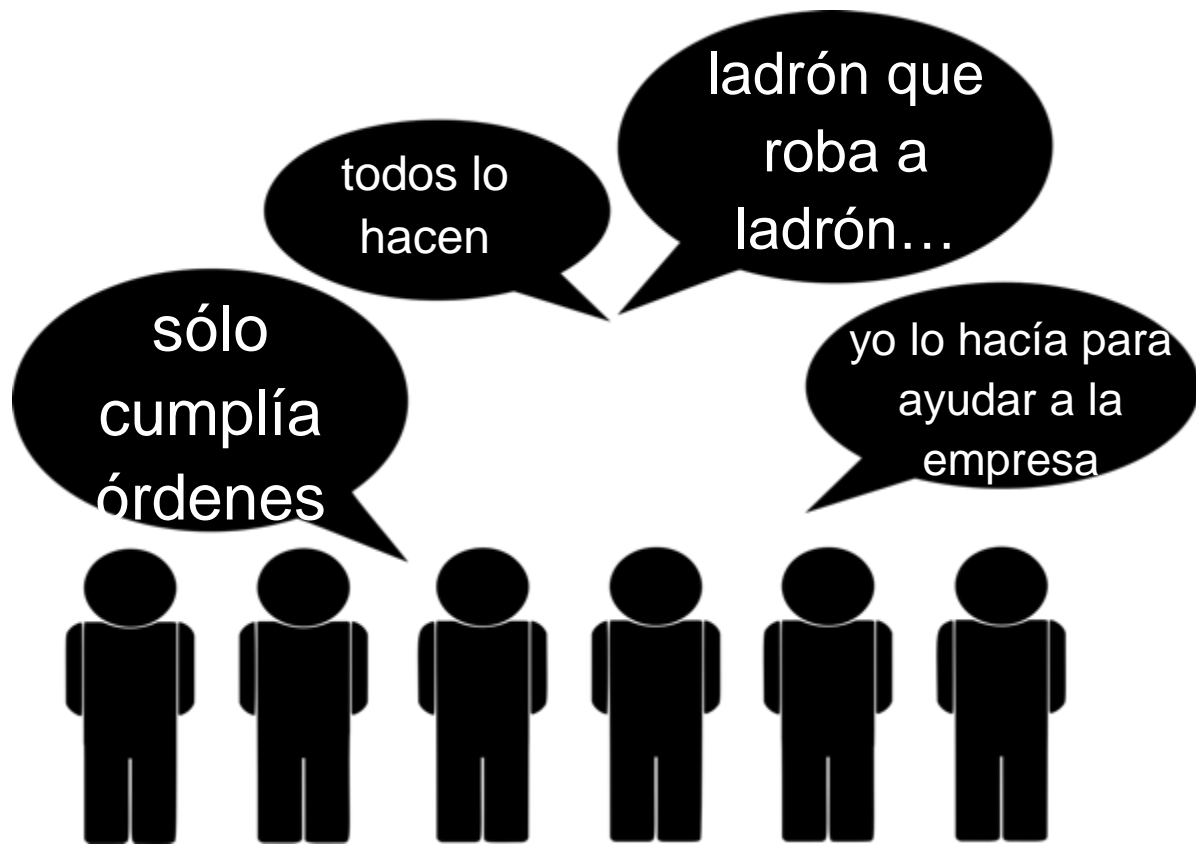 ladrón que
roba a
ladrón…
todos lo
hacen
sólo
cumplía
órdenes
yo lo hacía para
ayudar a la
empresa